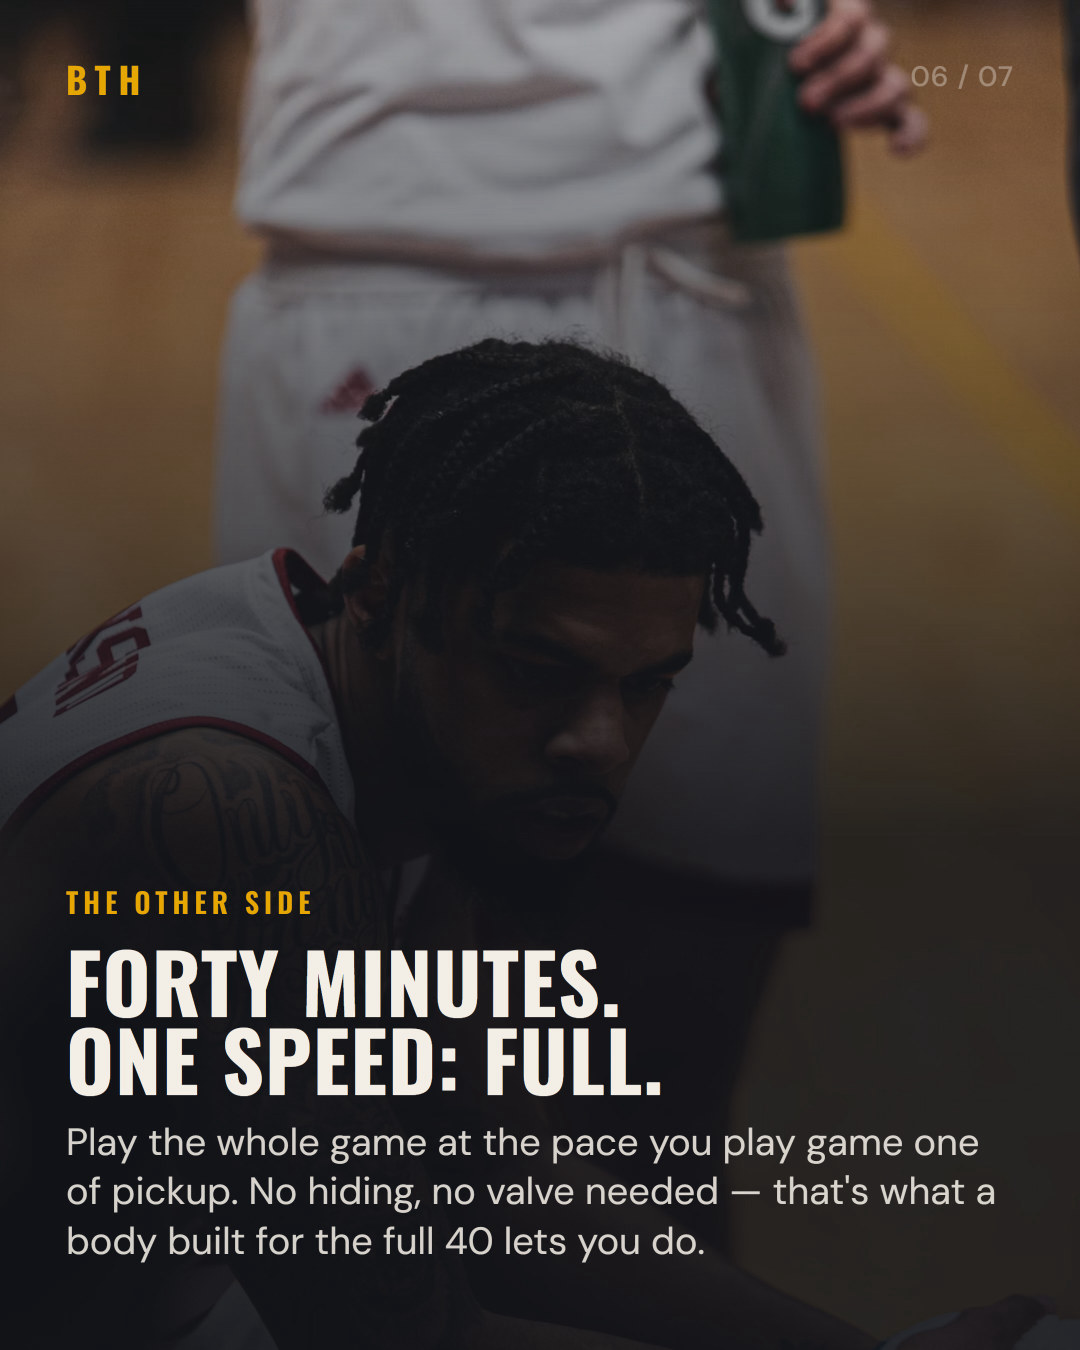 BTH
06 / 07
THE OTHER SIDE
FORTY MINUTES.
ONE SPEED: FULL.
Play the whole game at the pace you play game one
of pickup. No hiding, no valve needed — that's what a
body built for the full 40 lets you do.